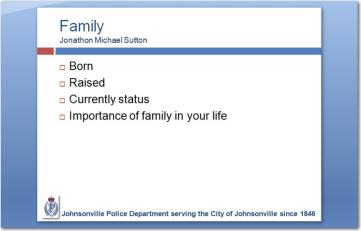 Family
Jonathon Michael Sutton
Born
Raised
Currently status
Importance of family in your life
Johnsonville Police Department serving the City of Johnsonville since 1846